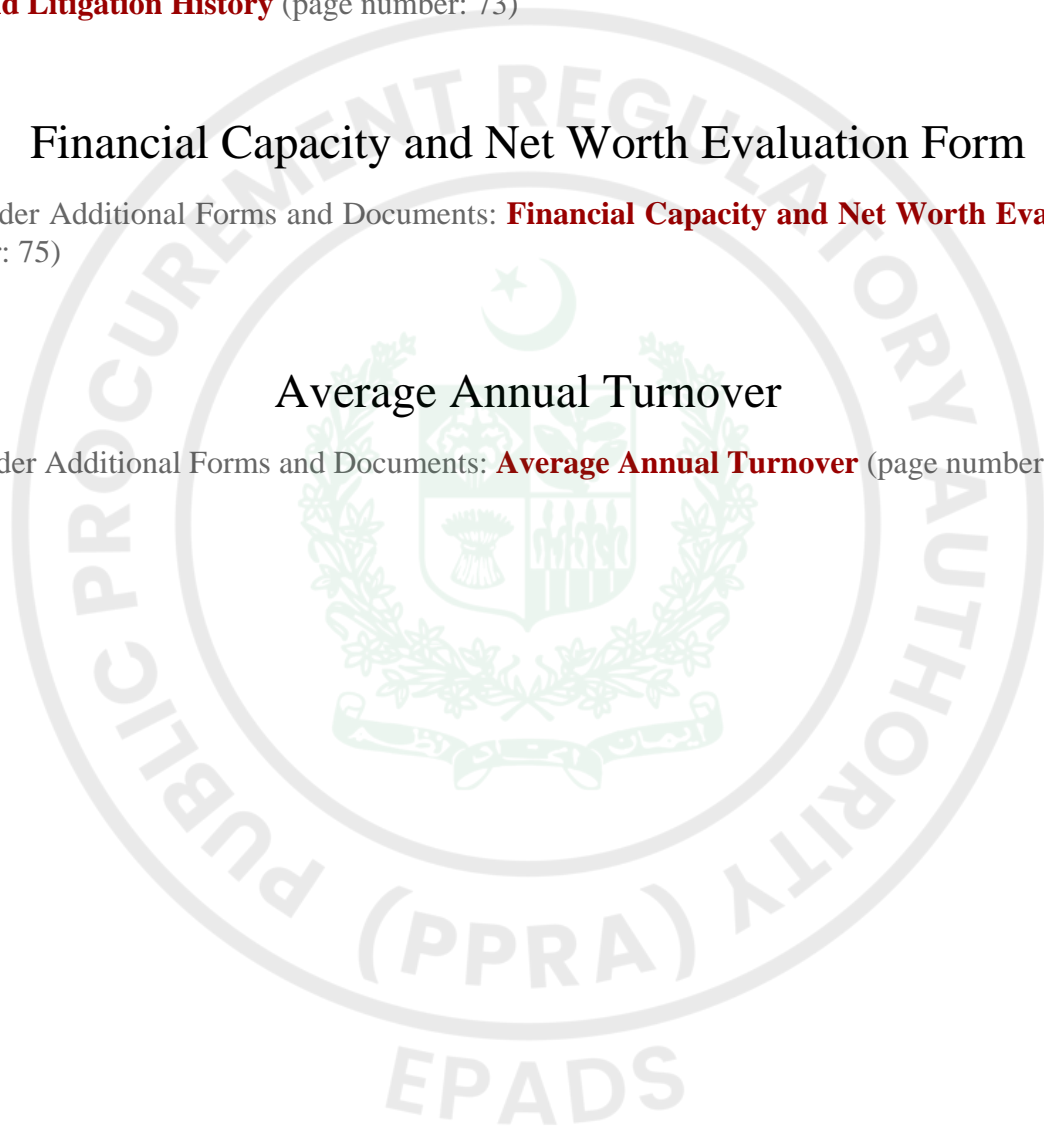 d Litigation History (page number: 73)
Financial Capacity and Net Worth Evaluation Form
der Additional Forms and Documents: Financial Capacity and Net Worth Eva
: 75)
Average Annual Turnover
der Additional Forms and Documents: Average Annual Turnover (page number
PUBLIC PROCUREMENT REGULATORY AUTHORITY
(PPRA)
EPADS